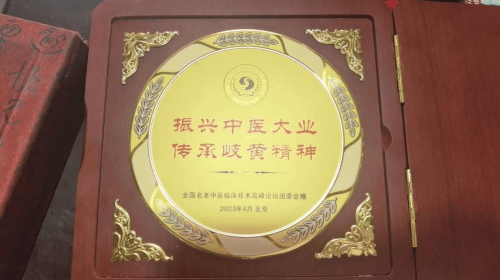 振兴中医大业
传承岐黄精神
全国名老中医临床技术高峰论坛组委会赠
2023年4月 北京